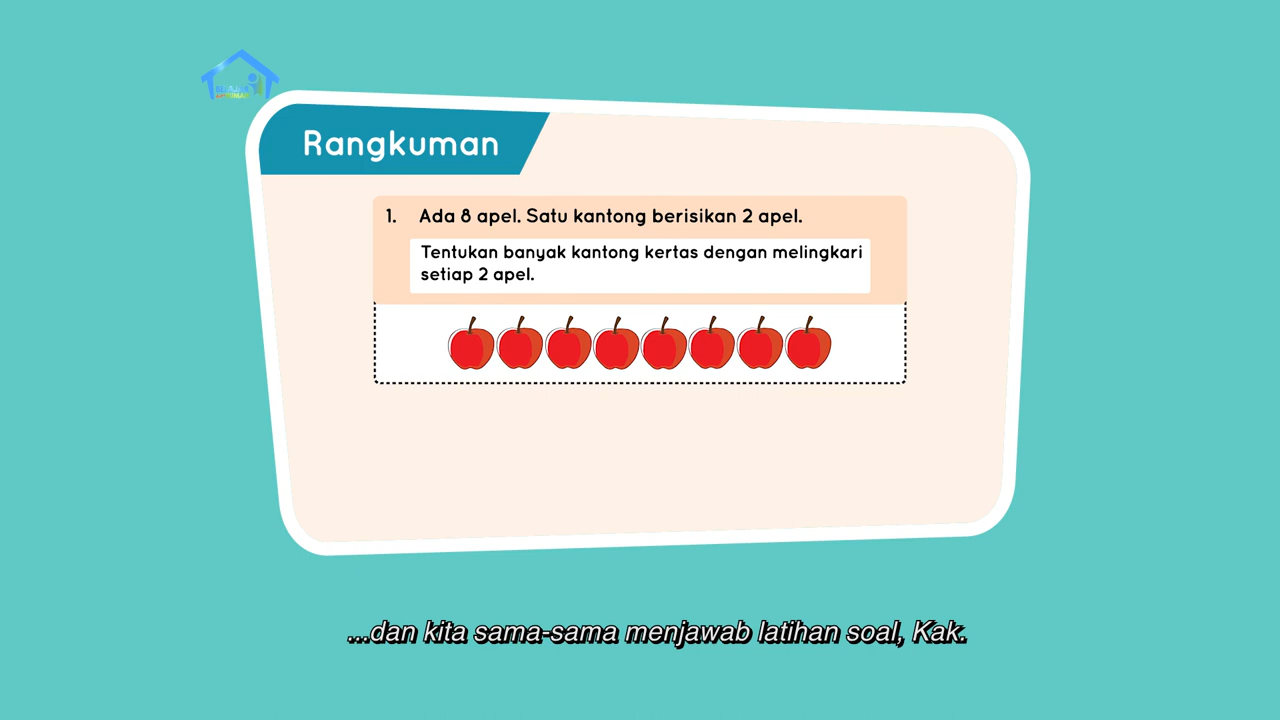 Rangkuman
1. Ada 8 apel. Satu kantong berisikan 2 apel.
Tentukan banyak kantong kertas dengan melingkari
setiap 2 apel.
...dan kita sama-sama menjawab latihan soal, Kak.